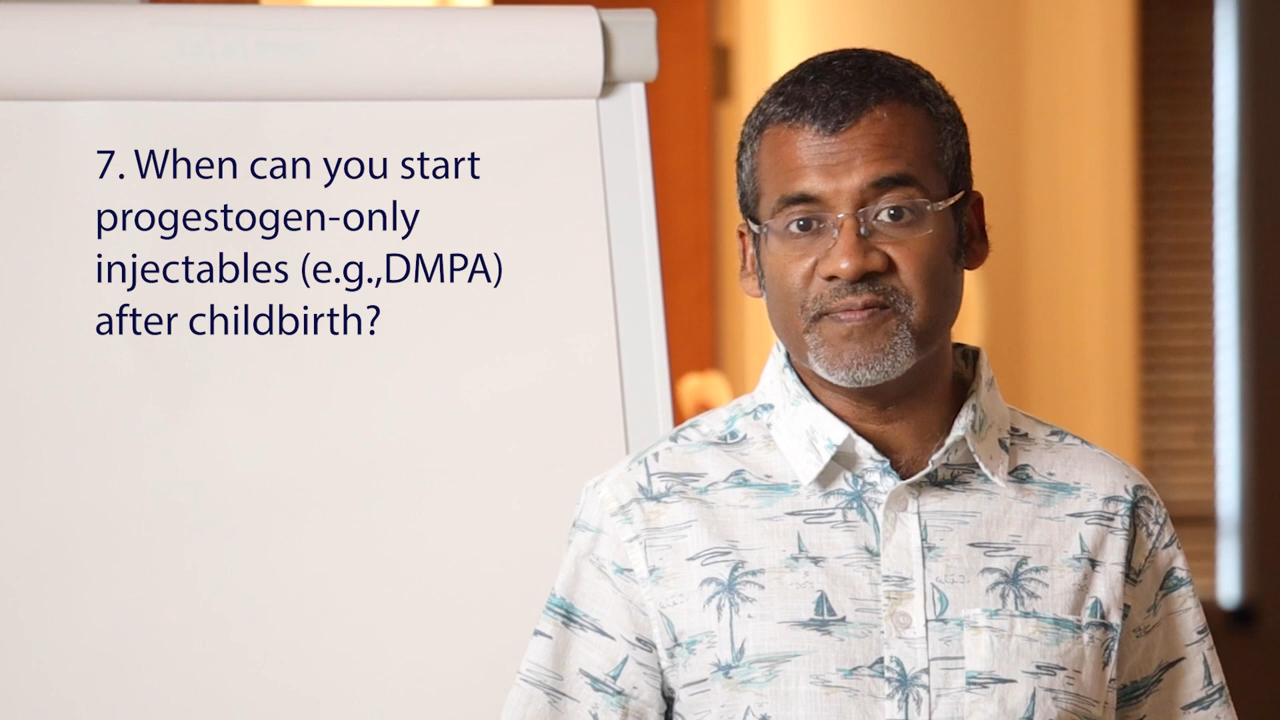 7. When can you start
progestogen-only
injectables (e.g.,DMPA)
after childbirth?